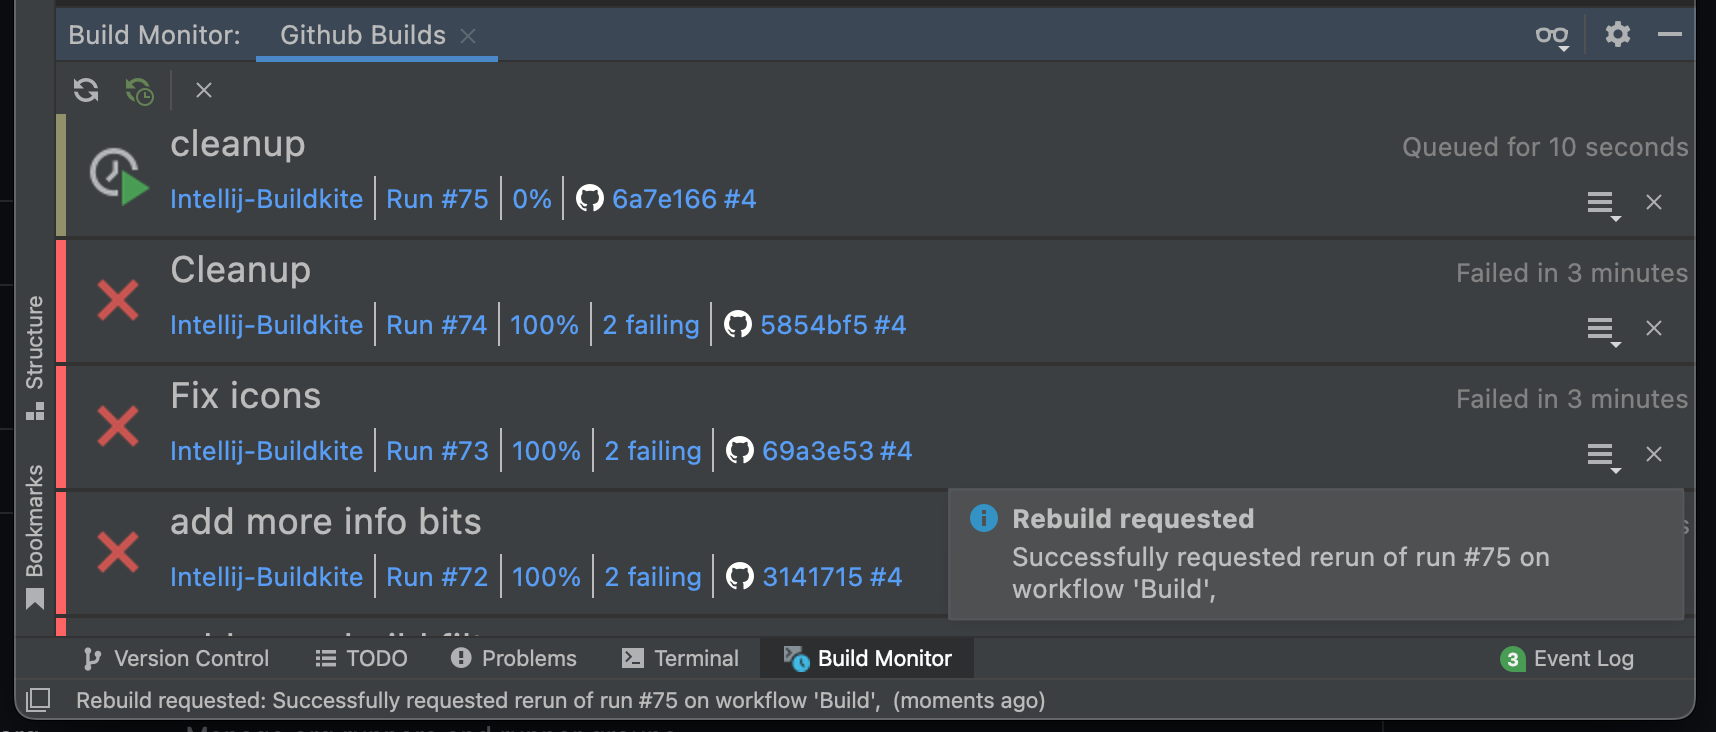 Build Monitor: Github Builds
cleanup
Queued for 10 seconds
Intellij-Buildkite Run #75 0% 6a7e166 #4
Cleanup
Failed in 3 minutes
Intellij-Buildkite Run #74 100% 2 failing 5854bf5 #4
Fix icons
Failed in 3 minutes
Intellij-Buildkite Run #73 100% 2 failing 69a3e53 #4
add more info bits
Intellij-Buildkite Run #72 100% 2 failing 3141715 #4
Rebuild requested
Successfully requested rerun of run #75 on
workflow 'Build',
Structure
Bookmarks
Version Control TODO Problems Terminal Build Monitor 3 Event Log
Rebuild requested: Successfully requested rerun of run #75 on workflow 'Build', (moments ago)